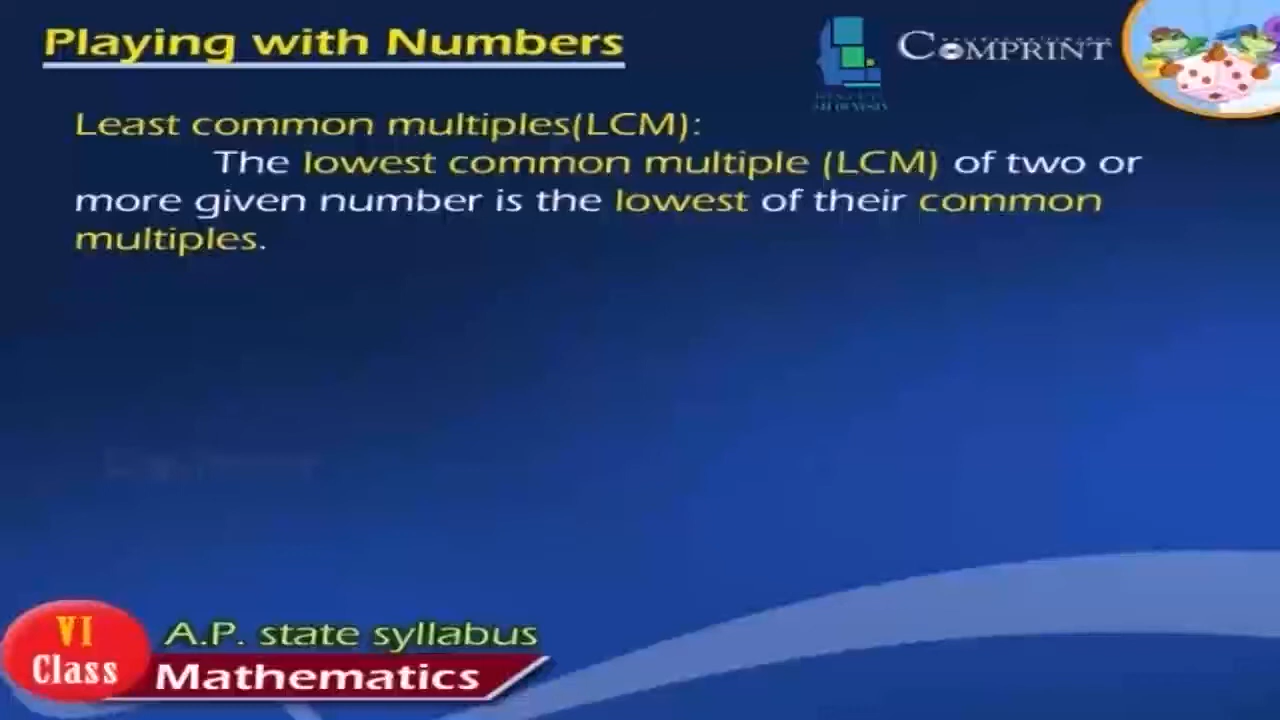 Playing with Numbers
COMPRINT
Least common multiples(LCM):
The lowest common multiple (LCM) of two or
more given number is the lowest of their common
multiples.
VI
Class
A.P. state syllabus
Mathematics